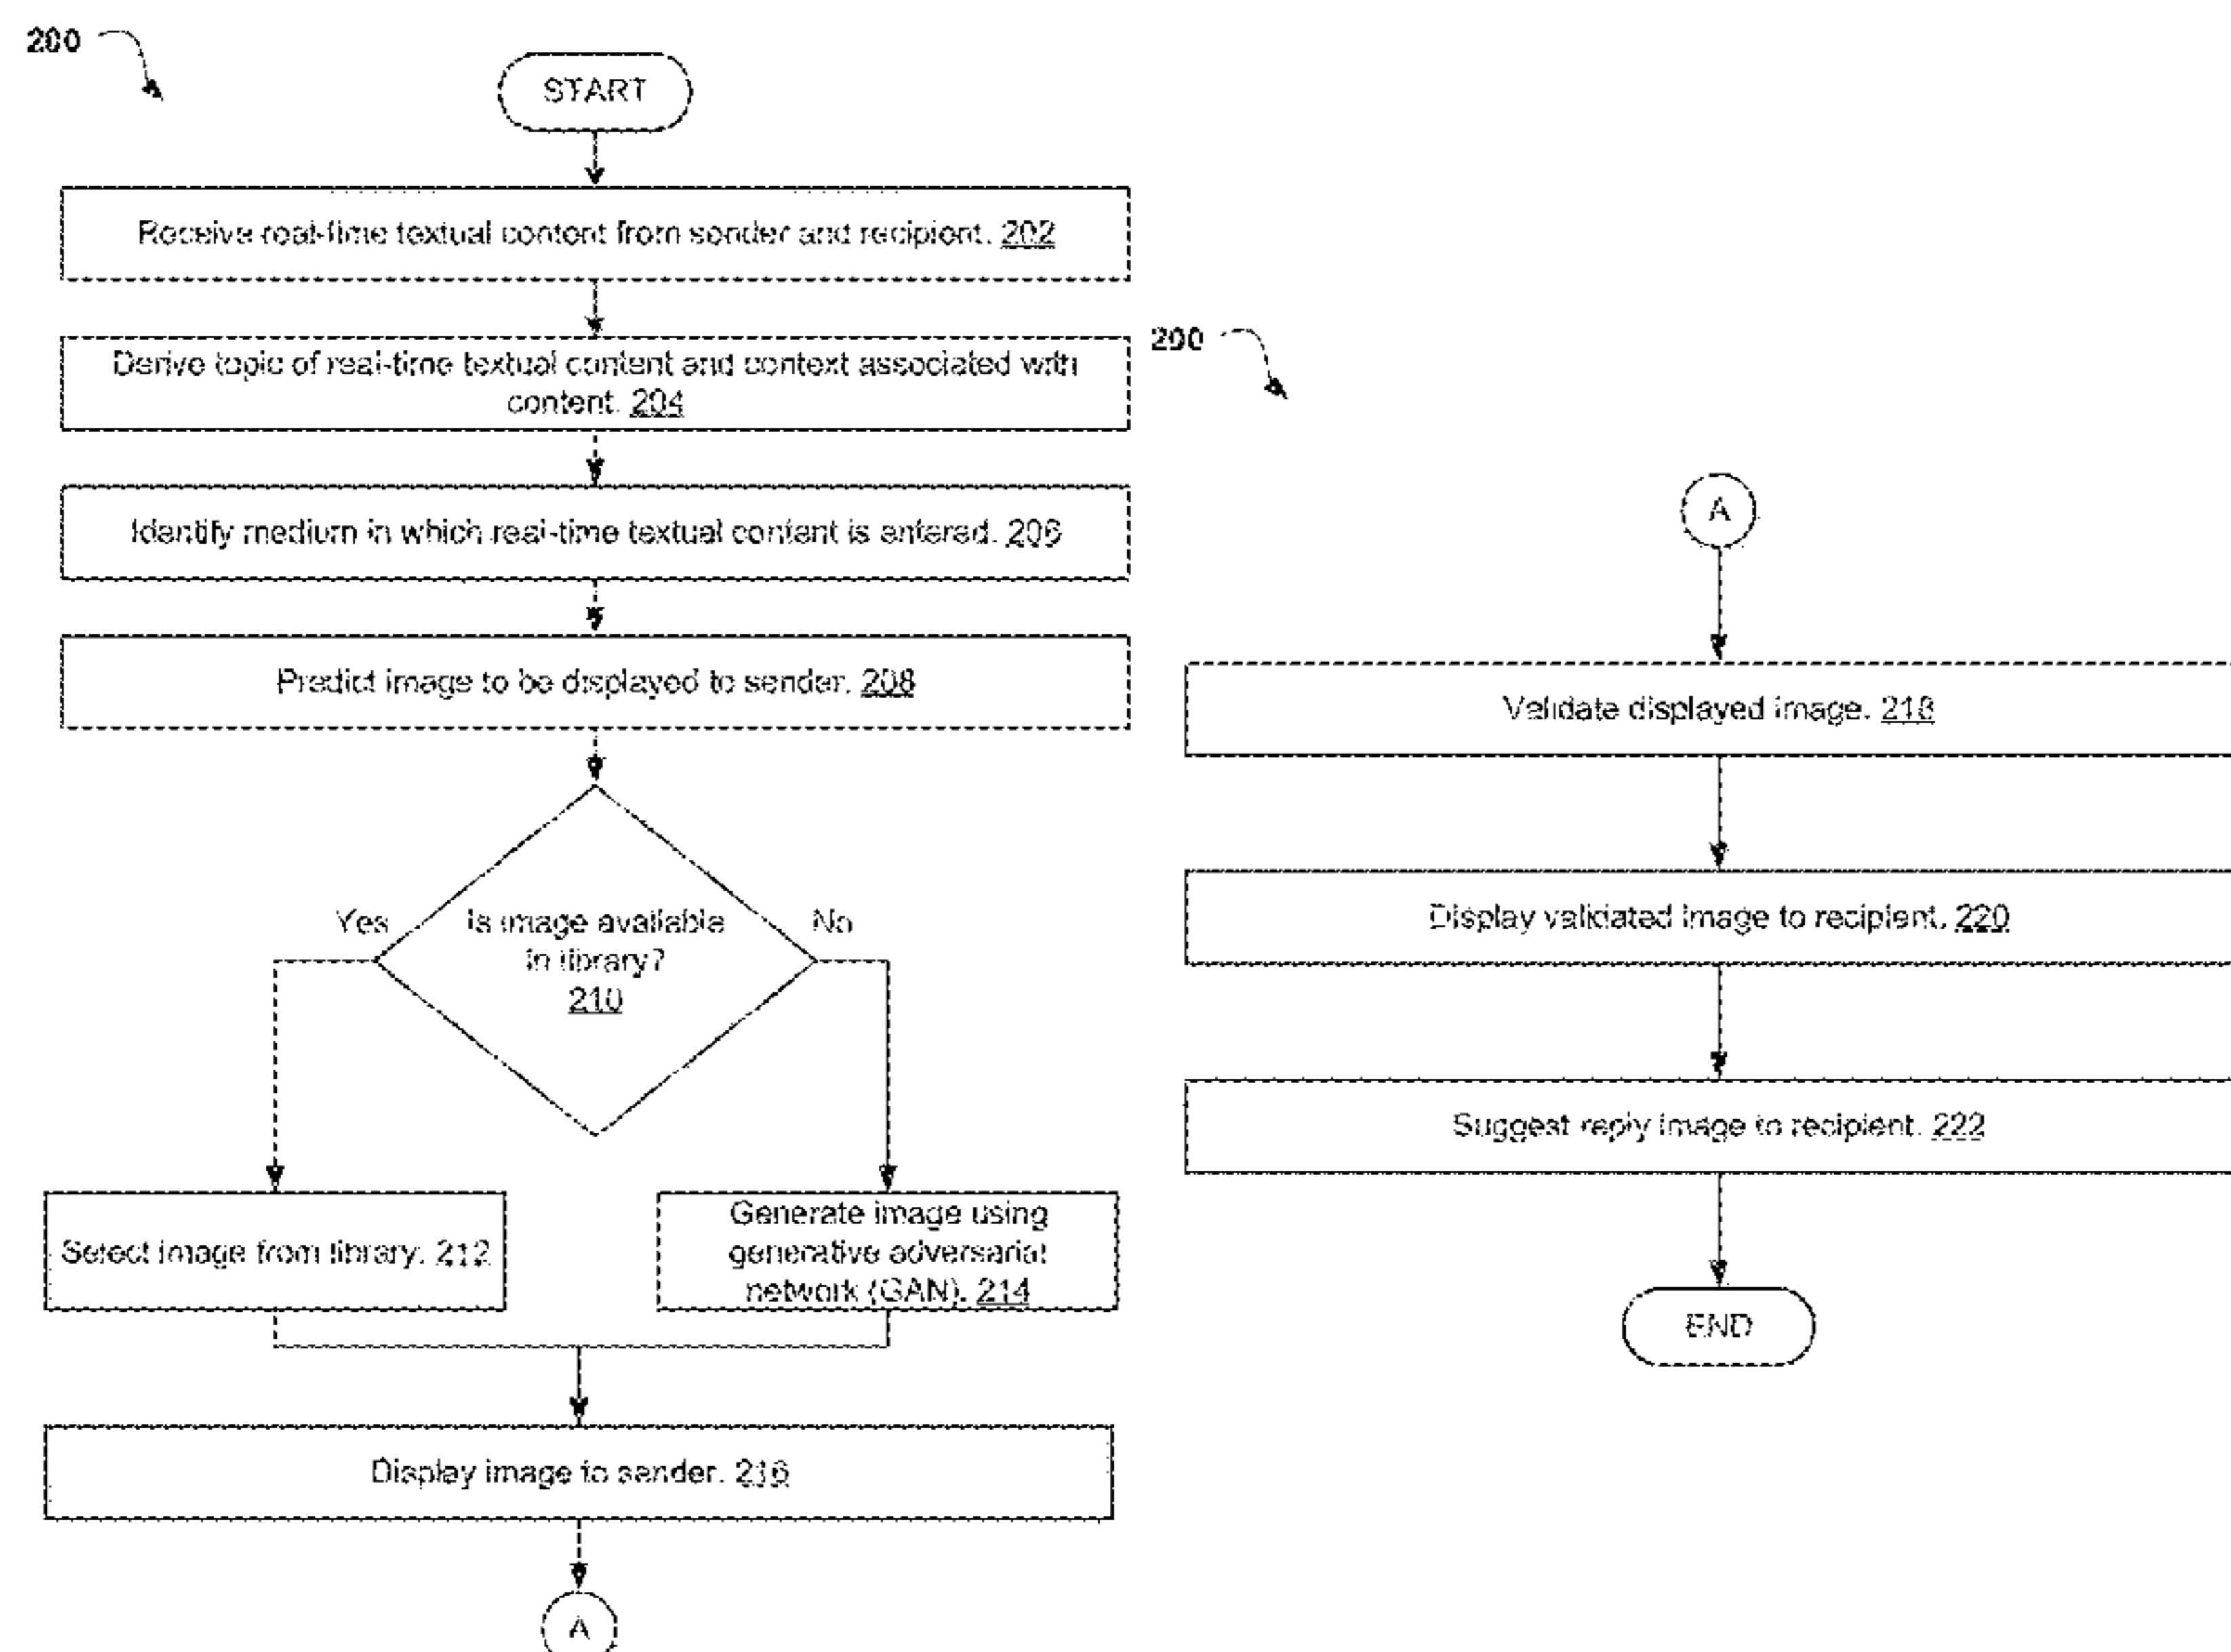 200
START
Receive real-time textual content from sender and recipient. 202
Derive topic of real-time textual content and context associated with
content. 204
Identify medium in which real-time textual content is entered. 206
Predict image to be displayed to sender. 208
Yes
Is image available
in library?
210
No
Select image from library. 212
Generate image using
generative adversarial
network (GAN). 214
Display image to sender. 216
A
200
A
Validate displayed image. 218
Display validated image to recipient. 220
Suggest reply image to recipient. 222
END